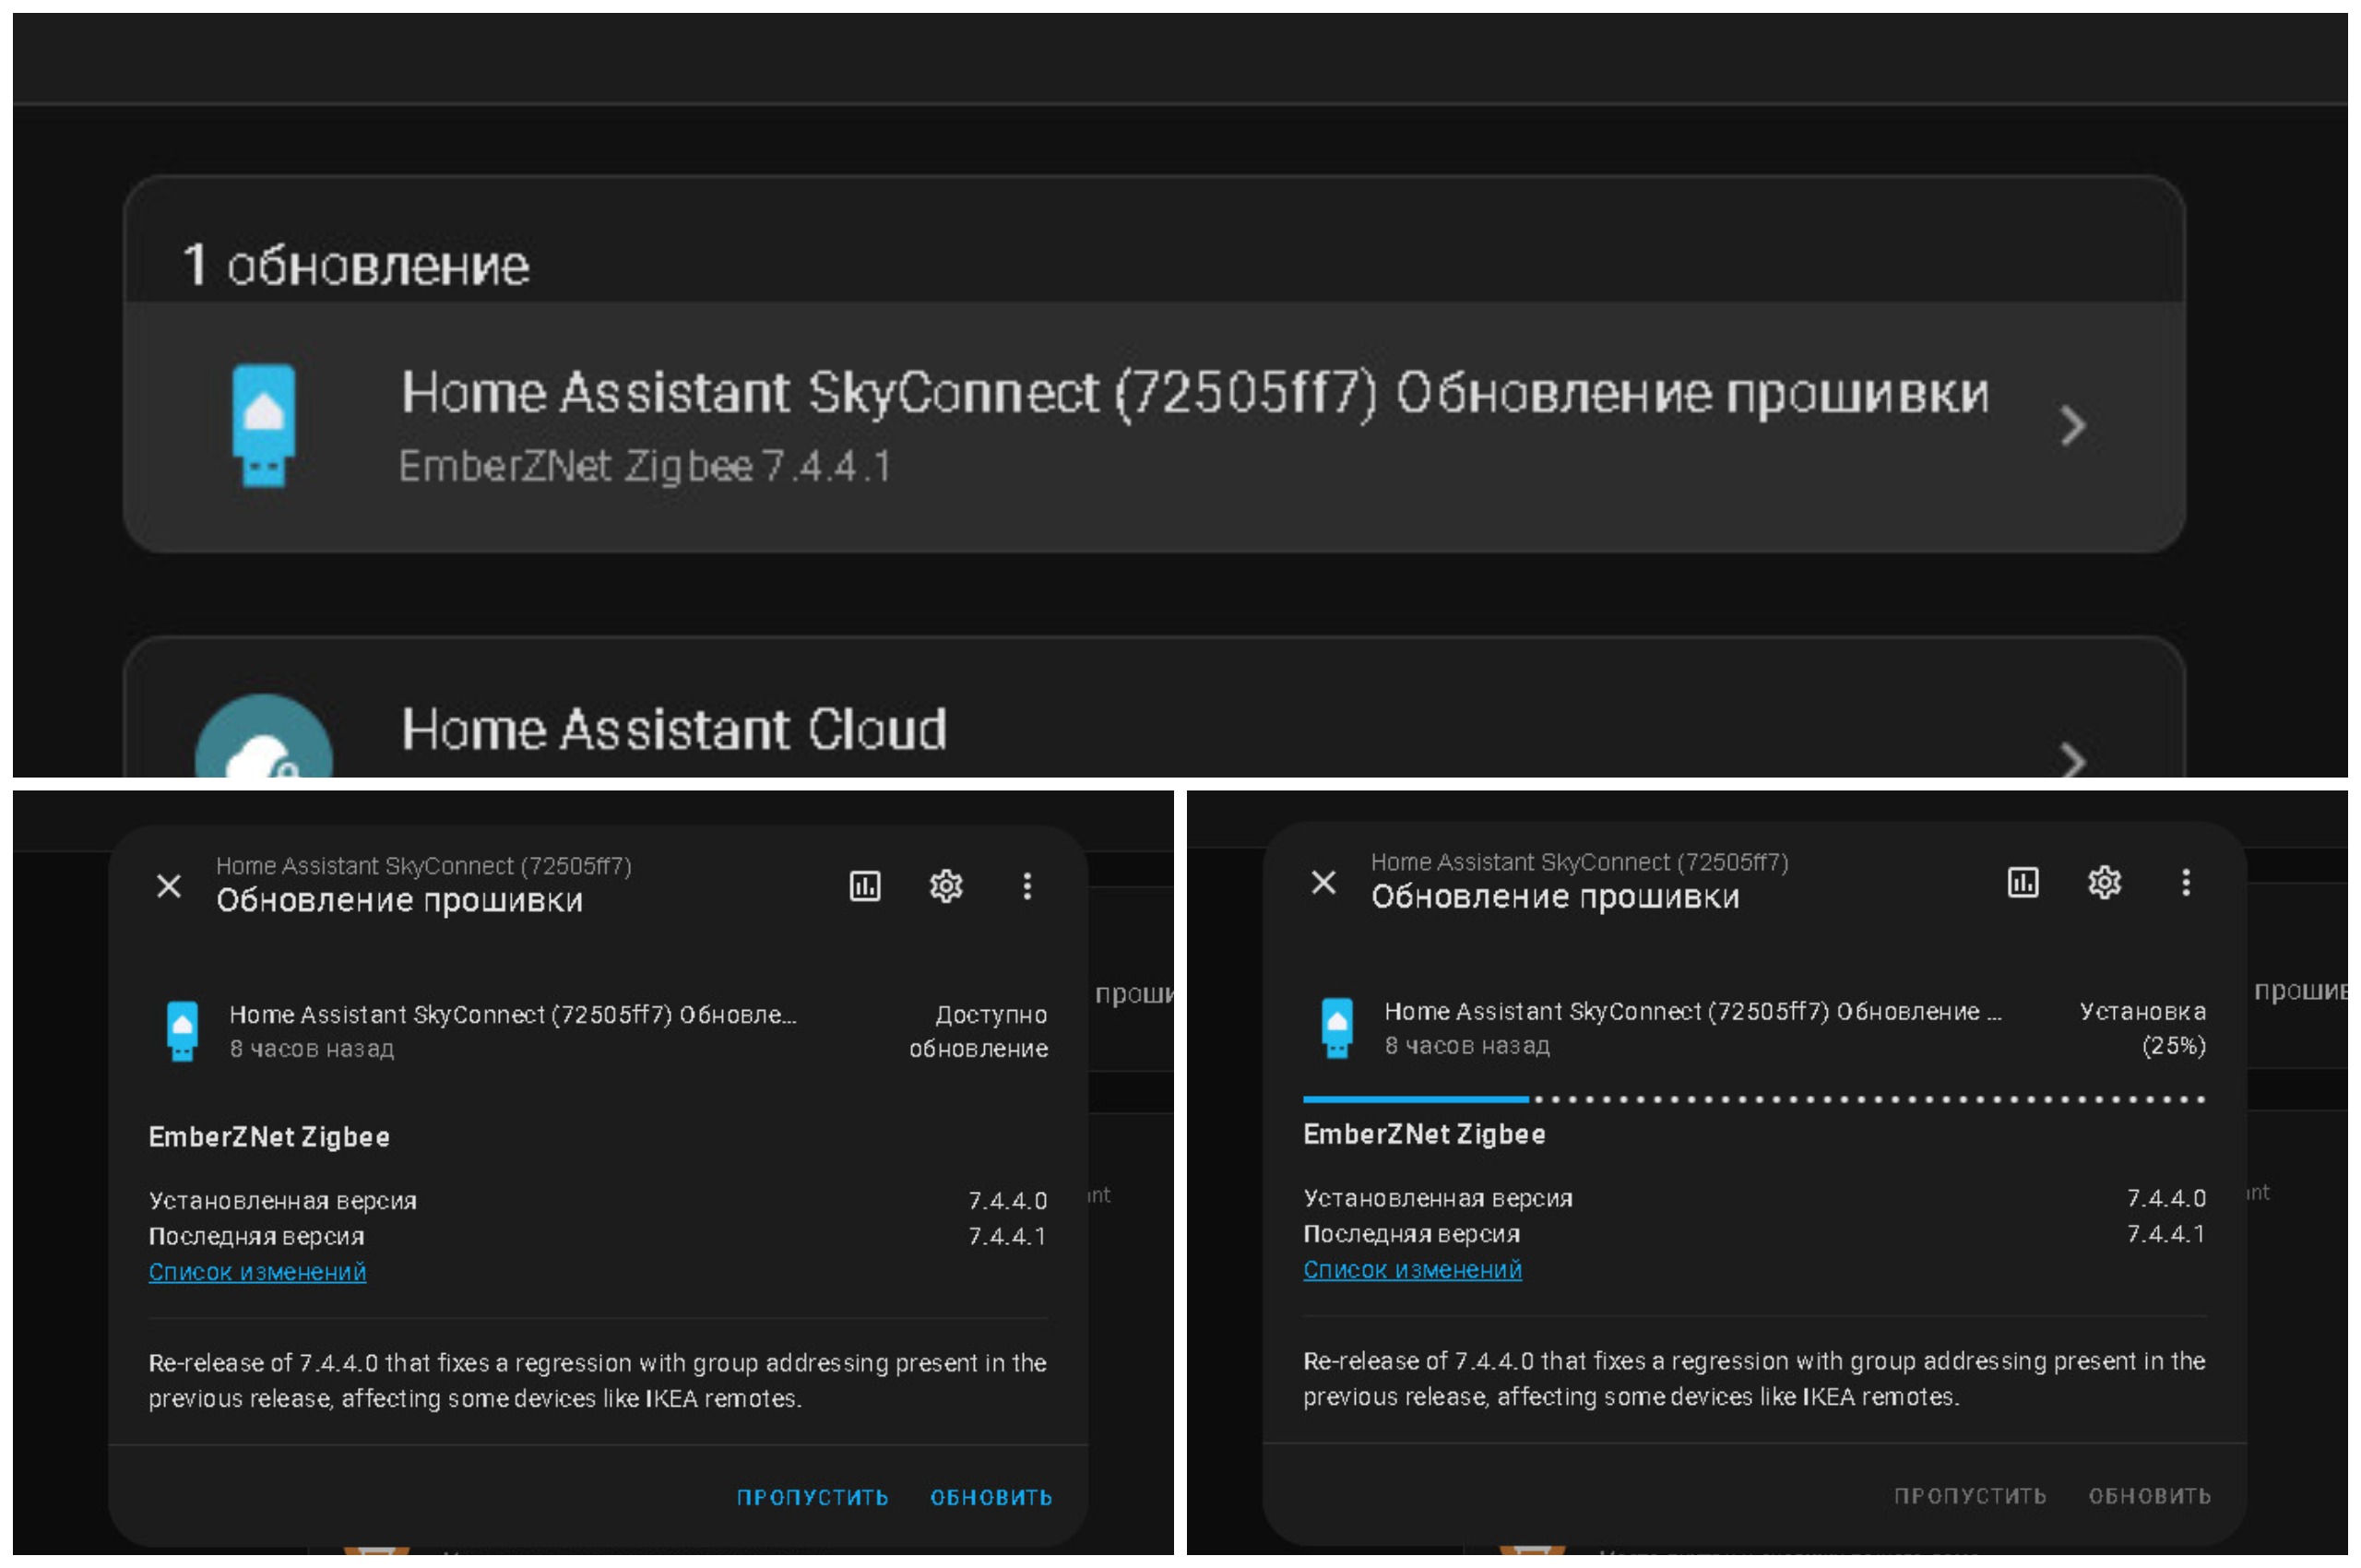 1 обновление
Home Assistant SkyConnect (72505ff7) Обновление прошивки
EmberZNet Zigbee 7.4.4.1
Home Assistant Cloud
Home Assistant SkyConnect (72505ff7)
Обновление прошивки
Home Assistant SkyConnect (72505ff7) Обновле...
Доступно
8 часов назад
обновление
EmberZNet Zigbee
Установленная версия 7.4.4.0
Последняя версия 7.4.4.1
Список изменений
Re-release of 7.4.4.0 that fixes a regression with group addressing present in the
previous release, affecting some devices like IKEA remotes.
ПРОПУСТИТЬ ОБНОВИТЬ
Home Assistant SkyConnect (72505ff7)
Обновление прошивки
Home Assistant SkyConnect (72505ff7) Обновление ...
Установка
8 часов назад
(25%)
EmberZNet Zigbee
Установленная версия 7.4.4.0
Последняя версия 7.4.4.1
Список изменений
Re-release of 7.4.4.0 that fixes a regression with group addressing present in the
previous release, affecting some devices like IKEA remotes.
ПРОПУСТИТЬ ОБНОВИТЬ